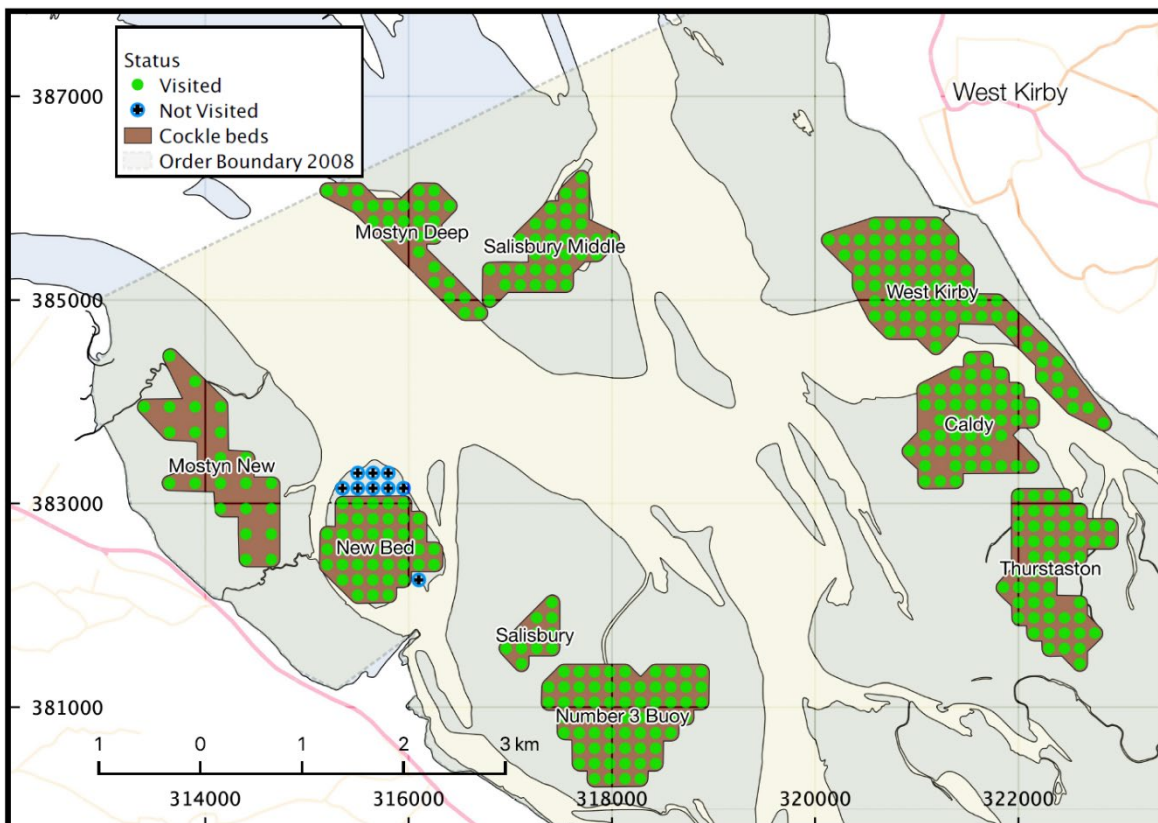 Status
Visited
Not Visited
Cockle beds
Order Boundary 2008
387000
385000
383000
381000
West Kirby
Mostyn Deep
Salisbury Middle
West Kirby
Caldy
Mostyn New
New Bed
Thurstaston
Salisbury
Number 3 Buoy
1 0 1 2 3 km
314000 316000 318000 320000 322000